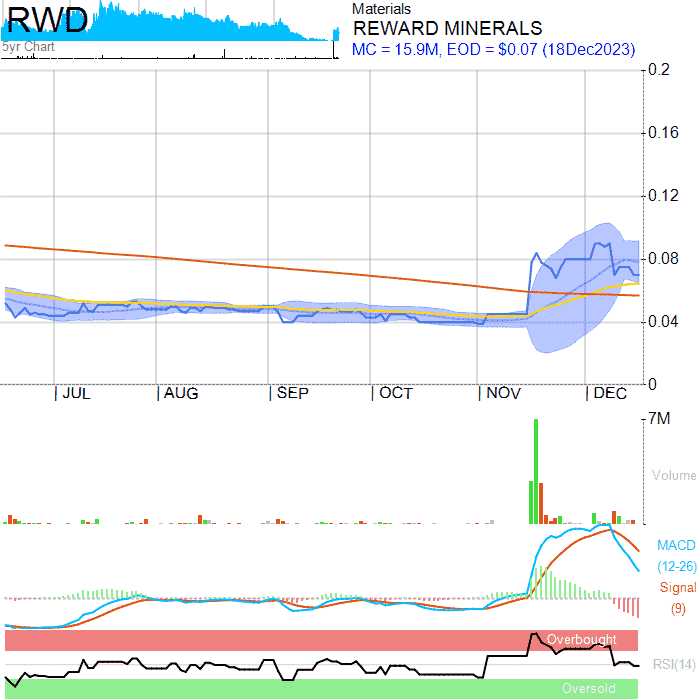 RWD
5yr Chart
Materials
REWARD MINERALS
MC = 15.9M, EOD = $0.07 (18Dec2023)
0.2
0.16
0.12
0.08
0.04
0
JUL AUG SEP OCT NOV DEC
7M
Volume
MACD
(12-26)
Signal
(9)
Overbought
RSI(14)
Oversold